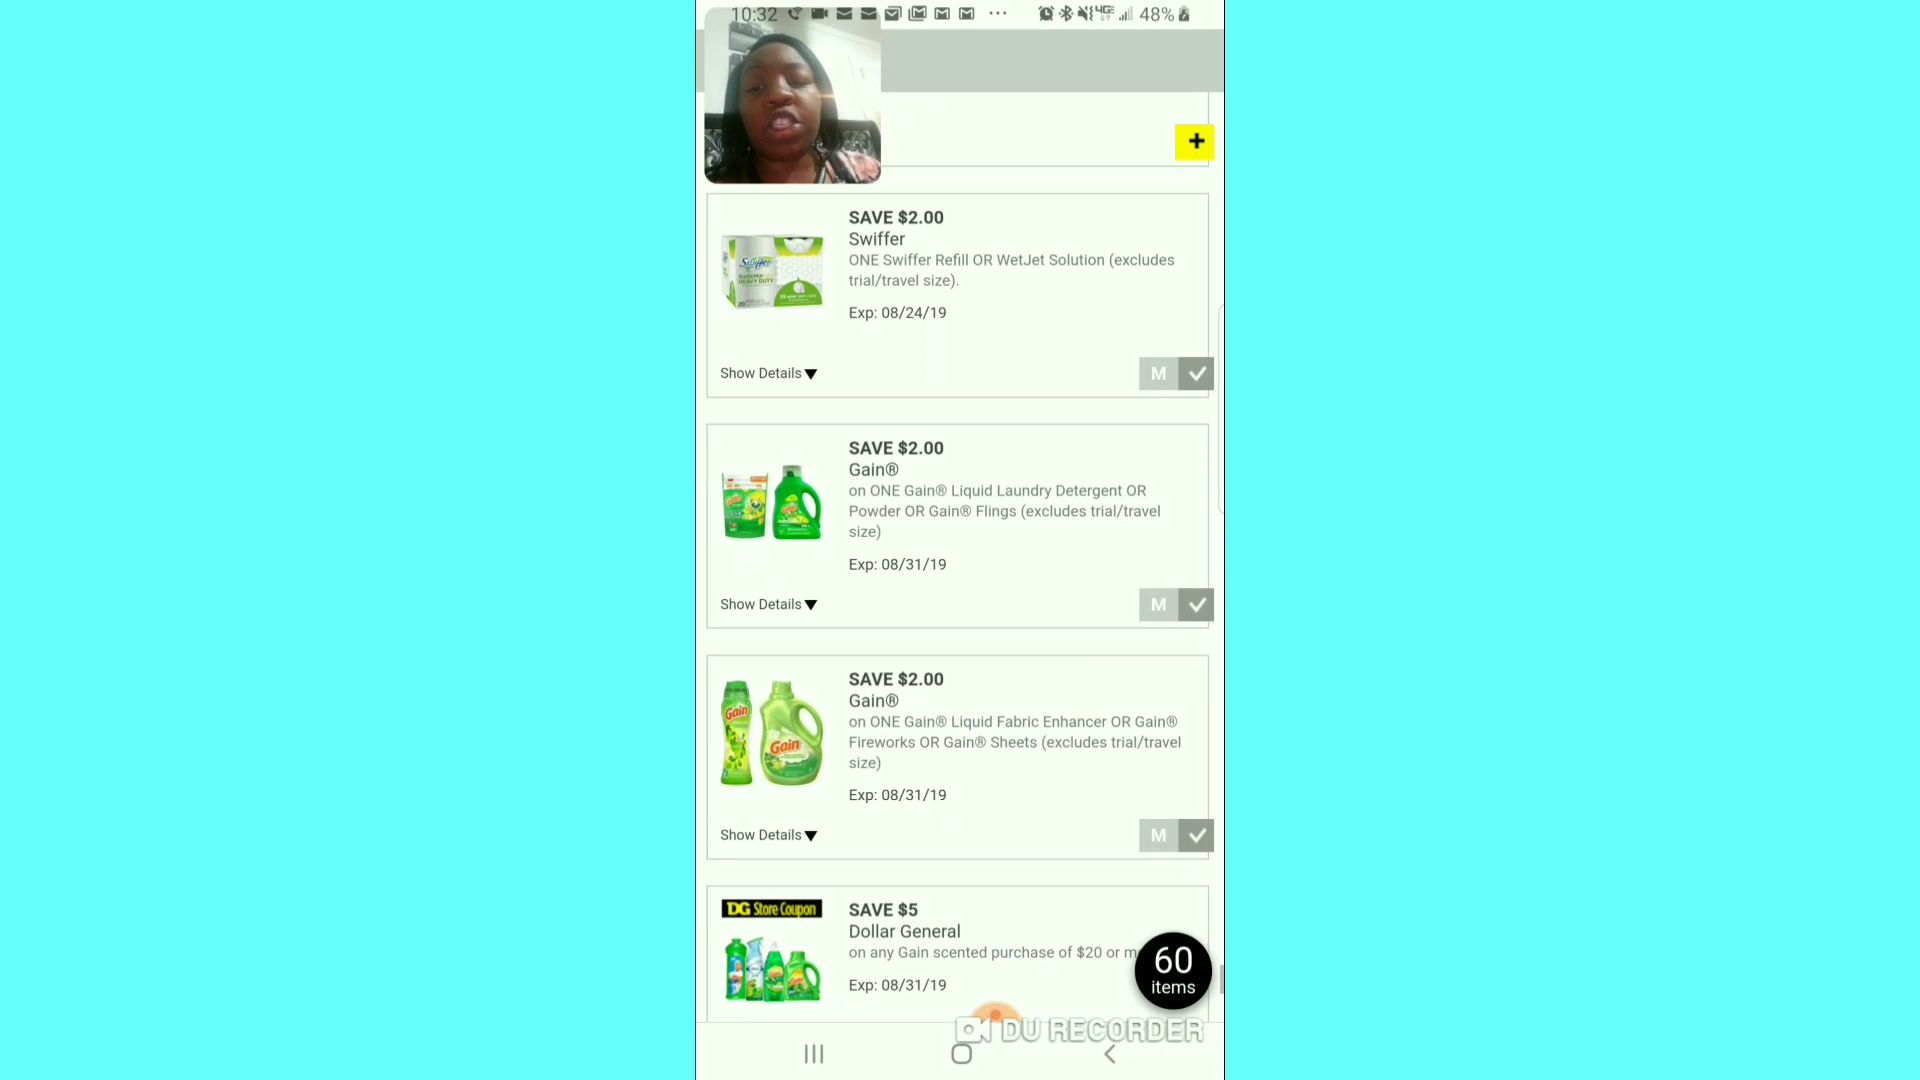 10:32
48%
+
SAVE $2.00
Swiffer
ONE Swiffer Refill OR WetJet Solution (excludes
trial/travel size).
Exp: 08/24/19
Show Details
M
SAVE $2.00
Gain®
on ONE Gain® Liquid Laundry Detergent OR
Powder OR Gain® Flings (excludes trial/travel
size)
Exp: 08/31/19
Show Details
M
Gain
Gain
SAVE $2.00
Gain®
on ONE Gain® Liquid Fabric Enhancer OR Gain®
Fireworks OR Gain® Sheets (excludes trial/travel
size)
Exp: 08/31/19
Show Details
M
DG Store Coupon
SAVE $5
Dollar General
on any Gain scented purchase of $20 or m
Exp: 08/31/19
60
items
DU RECORDER